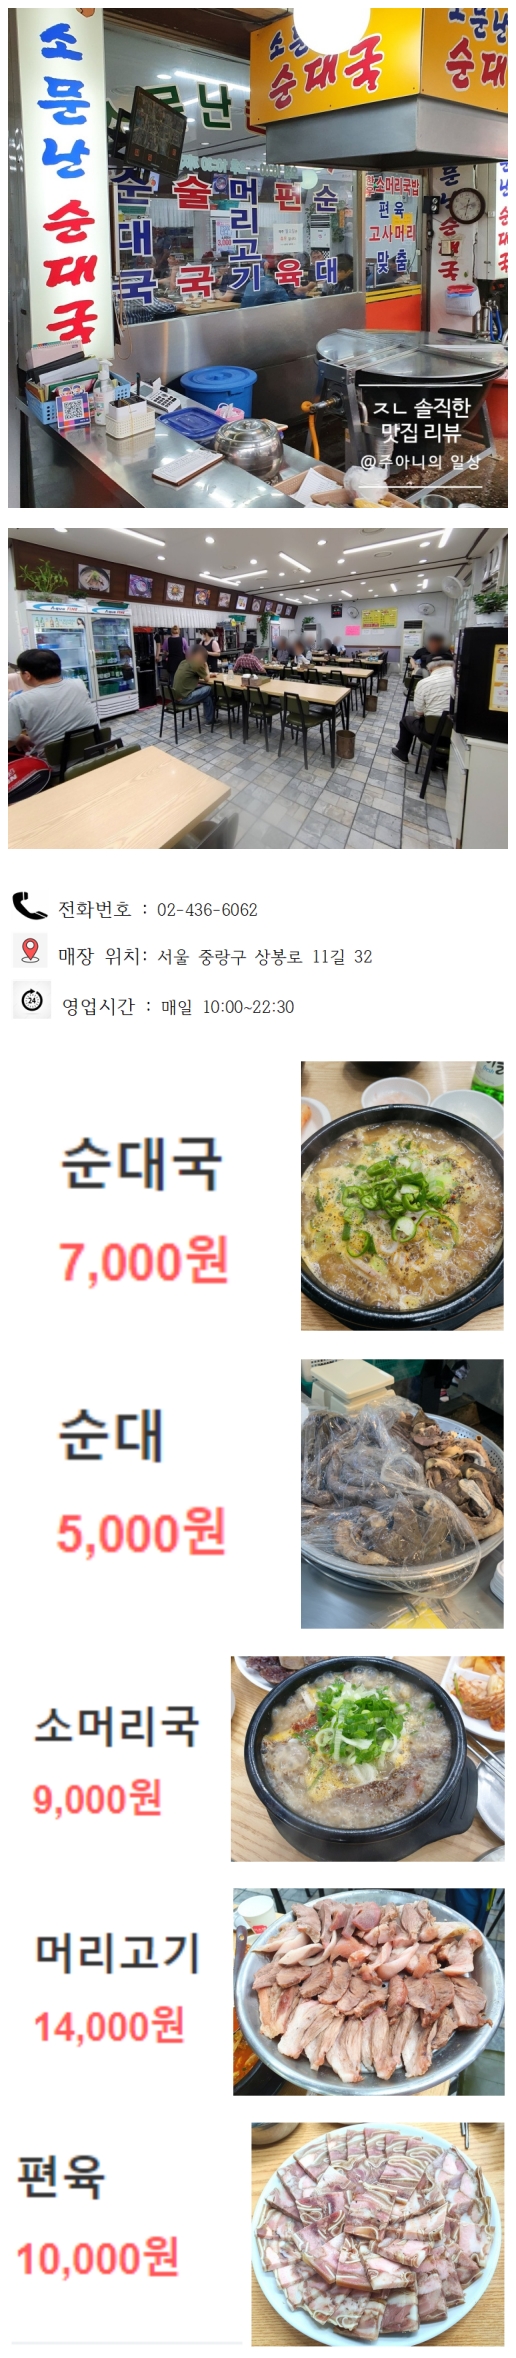 소문난 순대국
소문난
순대국
소문난
순대
문난
순대국
술국
머리고기
편육
순대
소머리국밥
편육
고사머리
맞춤
ㅈㄴ 솔직한
맛집 리뷰
@주아니의 일상
전화번호 : 02-436-6062
매장 위치: 서울 중랑구 상봉로 11길 32
24
영업시간 : 매일 10:00~22:30
순대국
7,000원
순대
5,000원
소머리국
9,000원
머리고기
14,000원
편육
10,000원